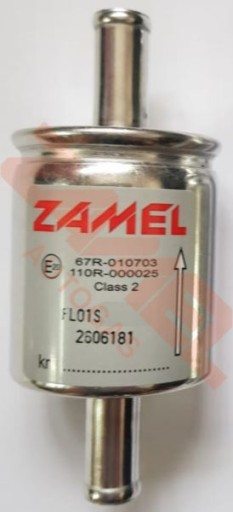 ZAMEL
67R-010703
110R-000025
Class 2
FL01S
2606181
km